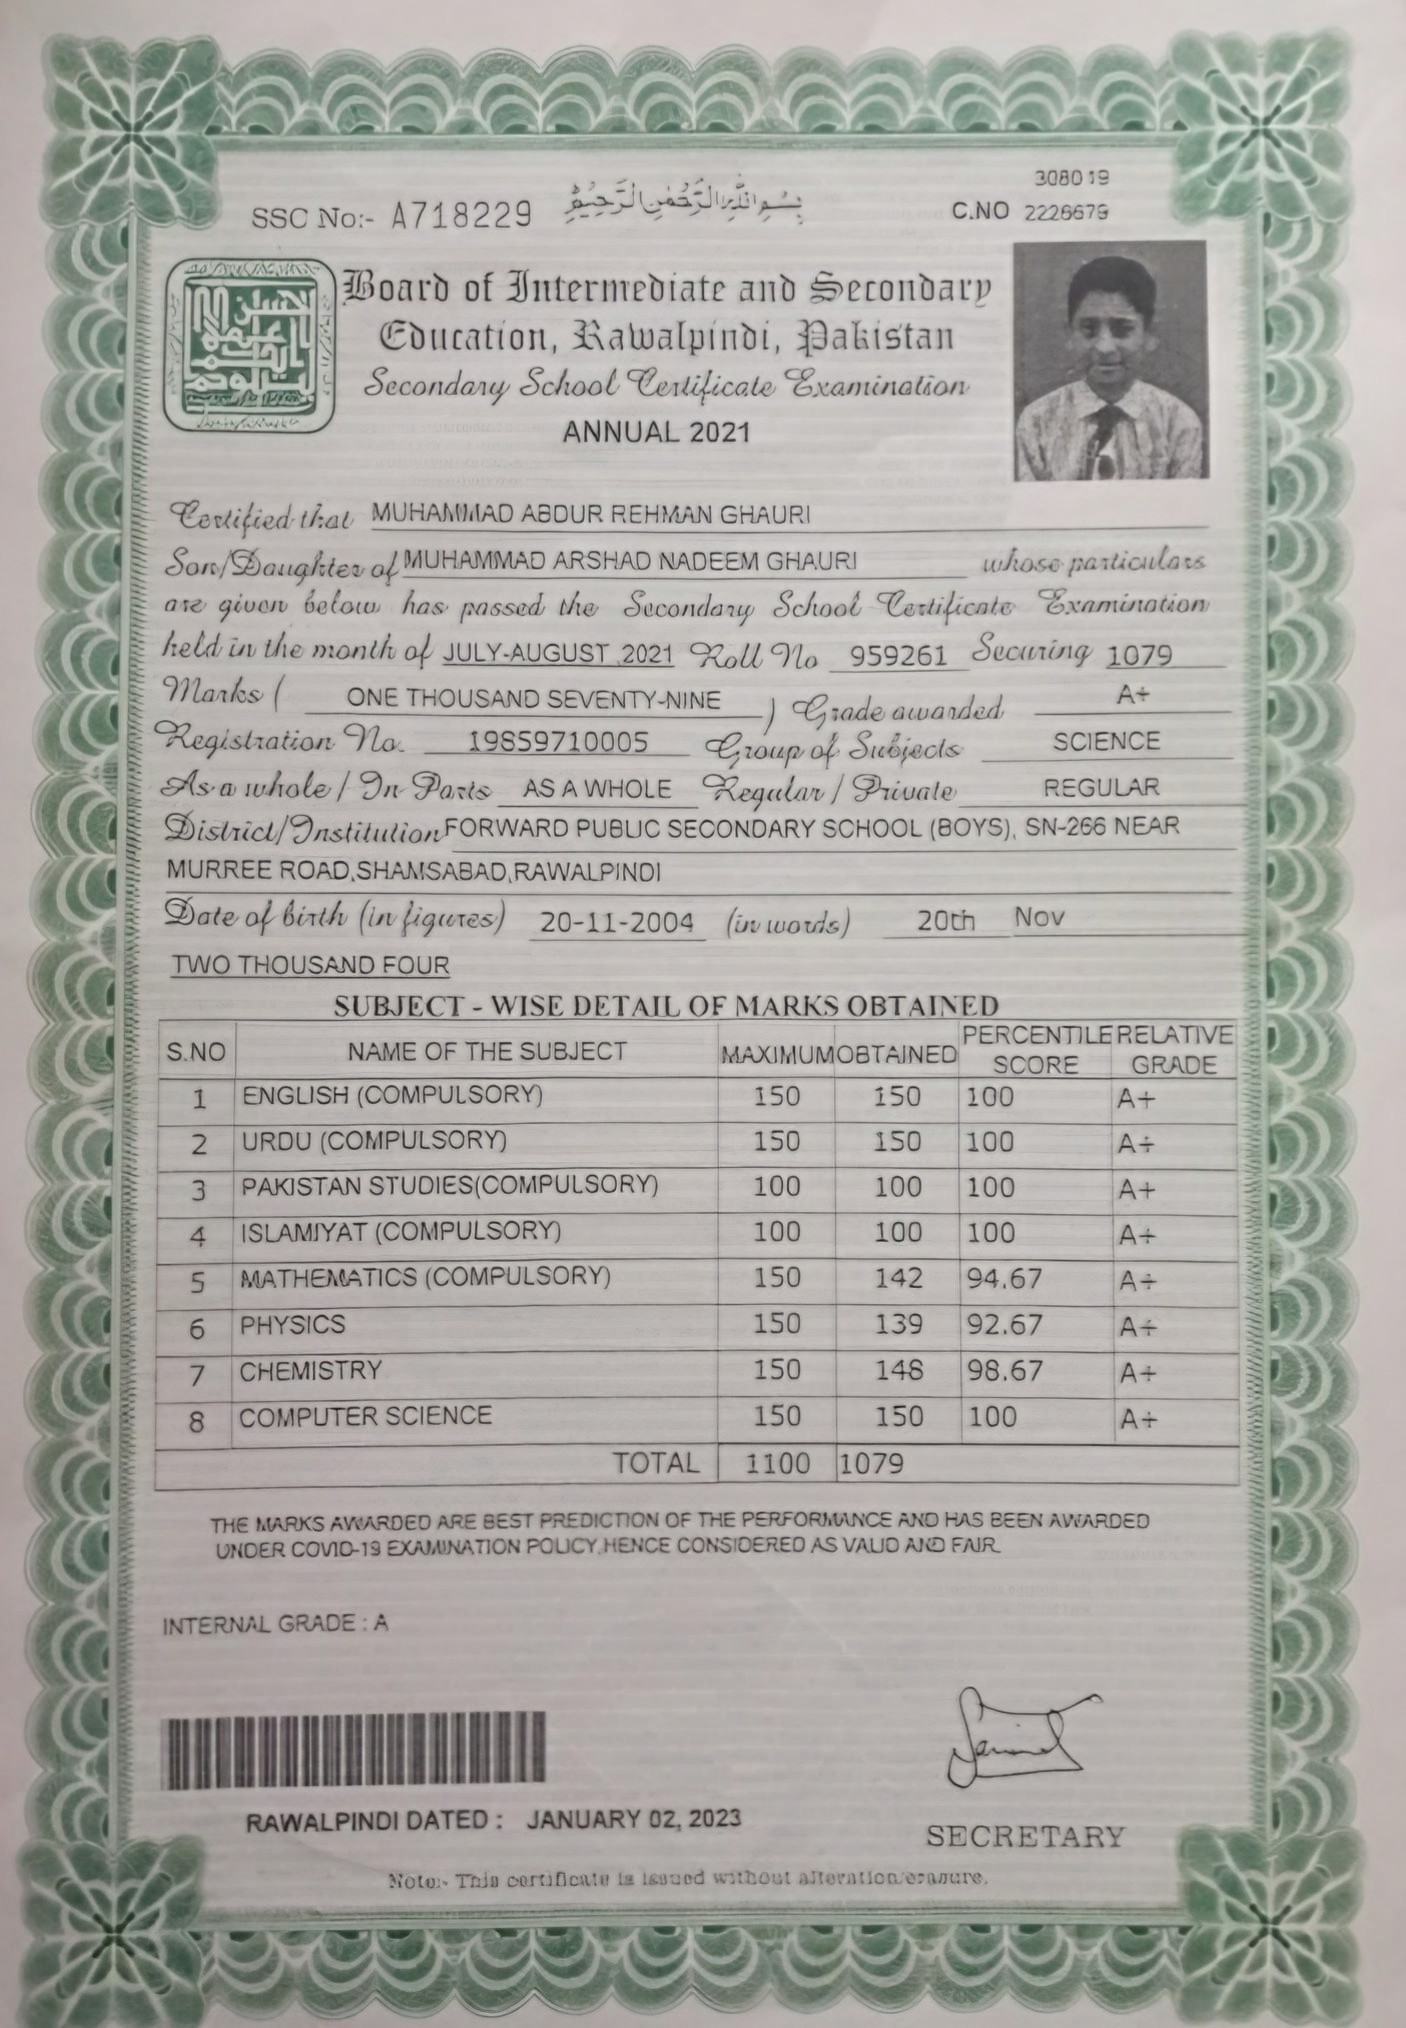 308019
SSC No:- A718229
بِسْمِ اللّٰهِ الرَّحْمٰنِ الرَّحِيْمِ
C.NO 2226679
Board of Intermediate and Secondary
Education, Rawalpindi, Pakistan
Secondary School Certificate Examination
ANNUAL 2021
Certified that MUHAMMAD ABDUR REHMAN GHAURI
Son/Daughter of MUHAMMAD ARSHAD NADEEM GHAURI whose particulars
are given below has passed the Secondary School Certificate Examination
held in the month of JULY-AUGUST ,2021 Roll No 959261 Securing 1079
Marks ( ONE THOUSAND SEVENTY-NINE ) Grade awarded A+
Registration No. 19859710005 Group of Subjects SCIENCE
As a whole / In Parts AS A WHOLE Regular / Private REGULAR
District/Institution FORWARD PUBLIC SECONDARY SCHOOL (BOYS), SN-266 NEAR
MURREE ROAD,SHAMSABAD,RAWALPINDI
Date of birth (in figures) 20-11-2004 (in words) 20th Nov
TWO THOUSAND FOUR
SUBJECT - WISE DETAIL OF MARKS OBTAINED
S.NO NAME OF THE SUBJECT MAXIMUM OBTAINED PERCENTILE SCORE RELATIVE GRADE
1 ENGLISH (COMPULSORY) 150 150 100 A+
2 URDU (COMPULSORY) 150 150 100 A+
3 PAKISTAN STUDIES(COMPULSORY) 100 100 100 A+
4 ISLAMIYAT (COMPULSORY) 100 100 100 A+
5 MATHEMATICS (COMPULSORY) 150 142 94.67 A+
6 PHYSICS 150 139 92.67 A+
7 CHEMISTRY 150 148 98.67 A+
8 COMPUTER SCIENCE 150 150 100 A+
TOTAL 1100 1079
THE MARKS AWARDED ARE BEST PREDICTION OF THE PERFORMANCE AND HAS BEEN AWARDED
UNDER COVID-19 EXAMINATION POLICY,HENCE CONSIDERED AS VALID AND FAIR.
INTERNAL GRADE : A
RAWALPINDI DATED : JANUARY 02, 2023
SECRETARY
Note:- This certificate is issued without alteration/erasure.